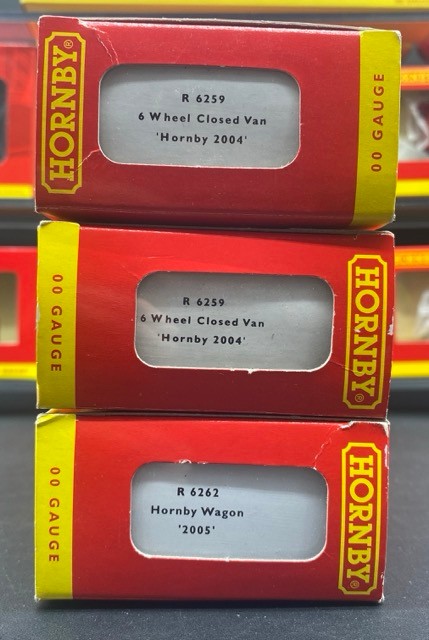 HORNBY®
R 6259
6 Wheel Closed Van
'Hornby 2004'
00 GAUGE
00 GAUGE
R 6259
6 Wheel Closed Van
'Hornby 2004'
HORNBY®
00 GAUGE
R 6262
Hornby Wagon
'2005'
HORNBY®